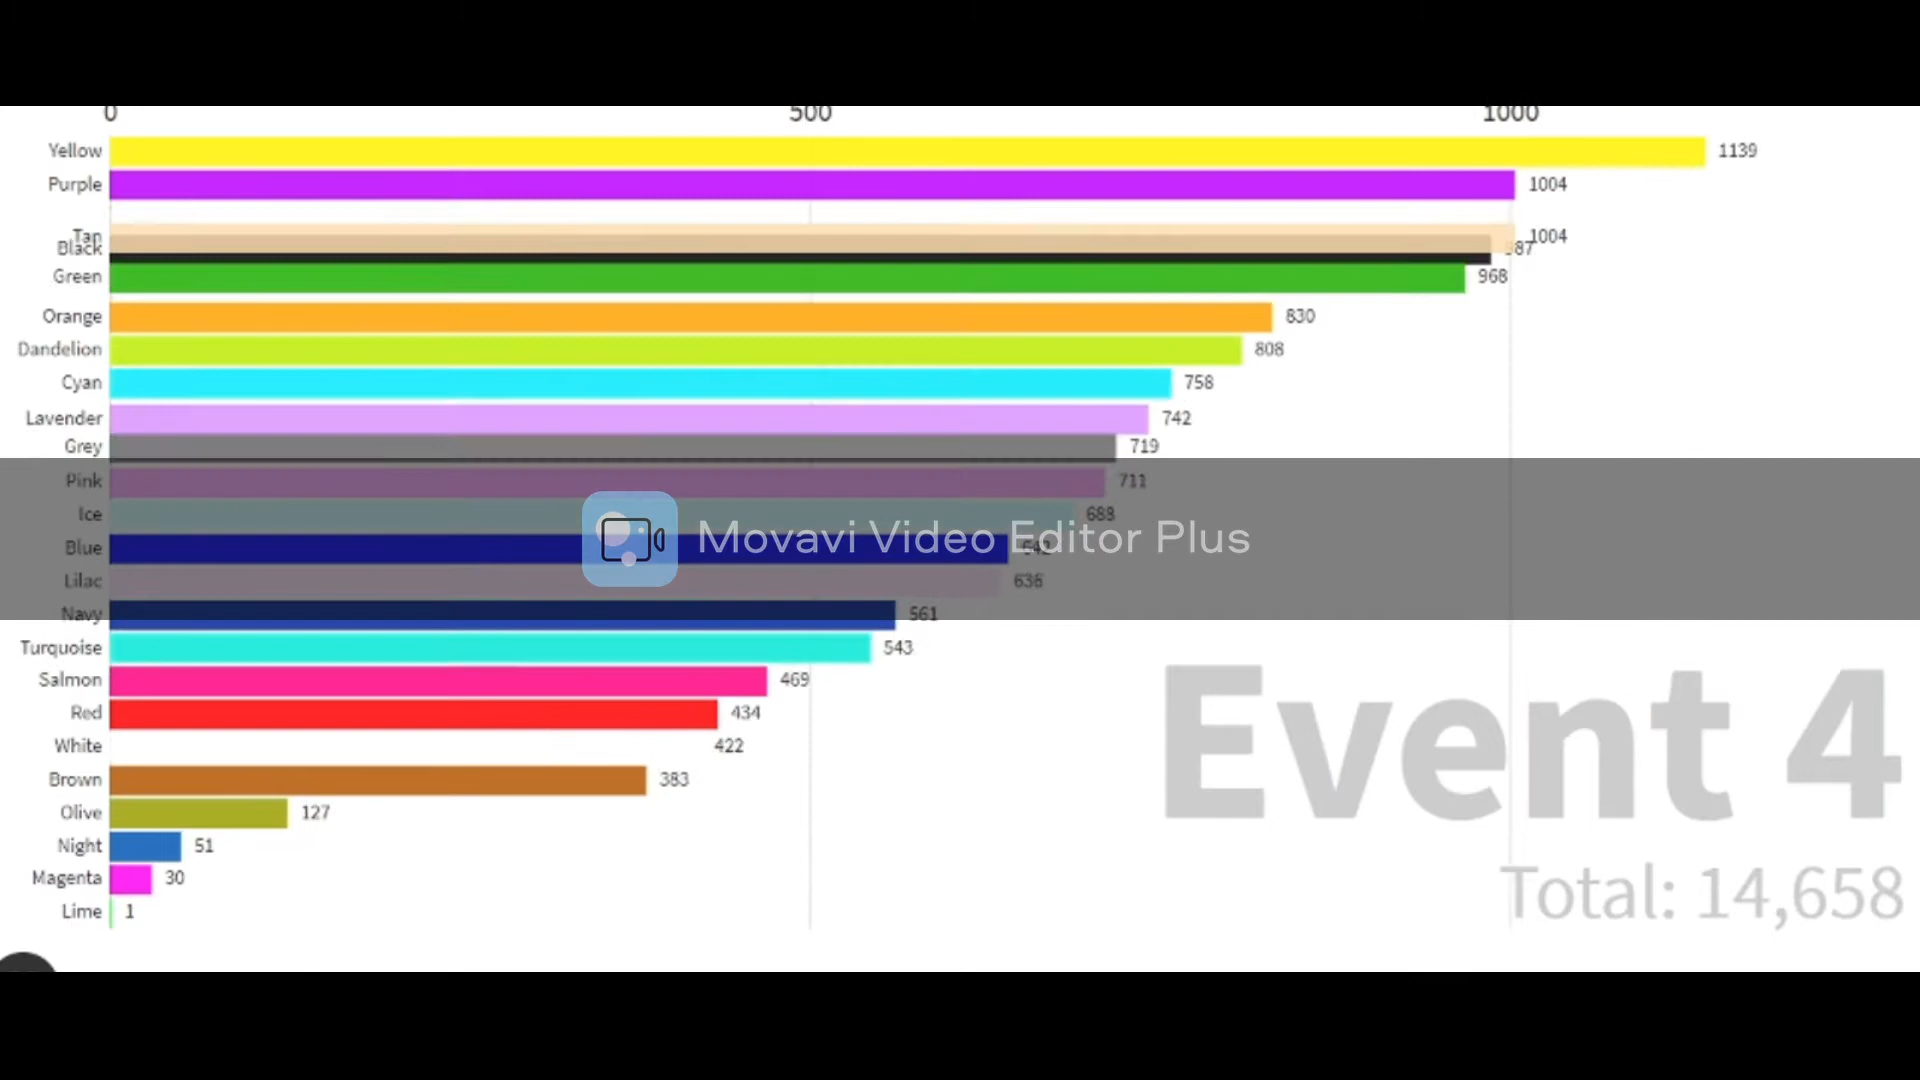 0 500 1000
Yellow 1139
Purple 1004
Tan 1004
Black 987
Green 968
Orange 830
Dandelion 808
Cyan 758
Lavender 742
Grey 719
Pink 711
Ice 688
Blue 642
Lilac 636
Navy 561
Turquoise 543
Salmon 469
Red 434
White 422
Brown 383
Olive 127
Night 51
Magenta 30
Lime 1
Movavi Video Editor Plus
Event 4
Total: 14,658